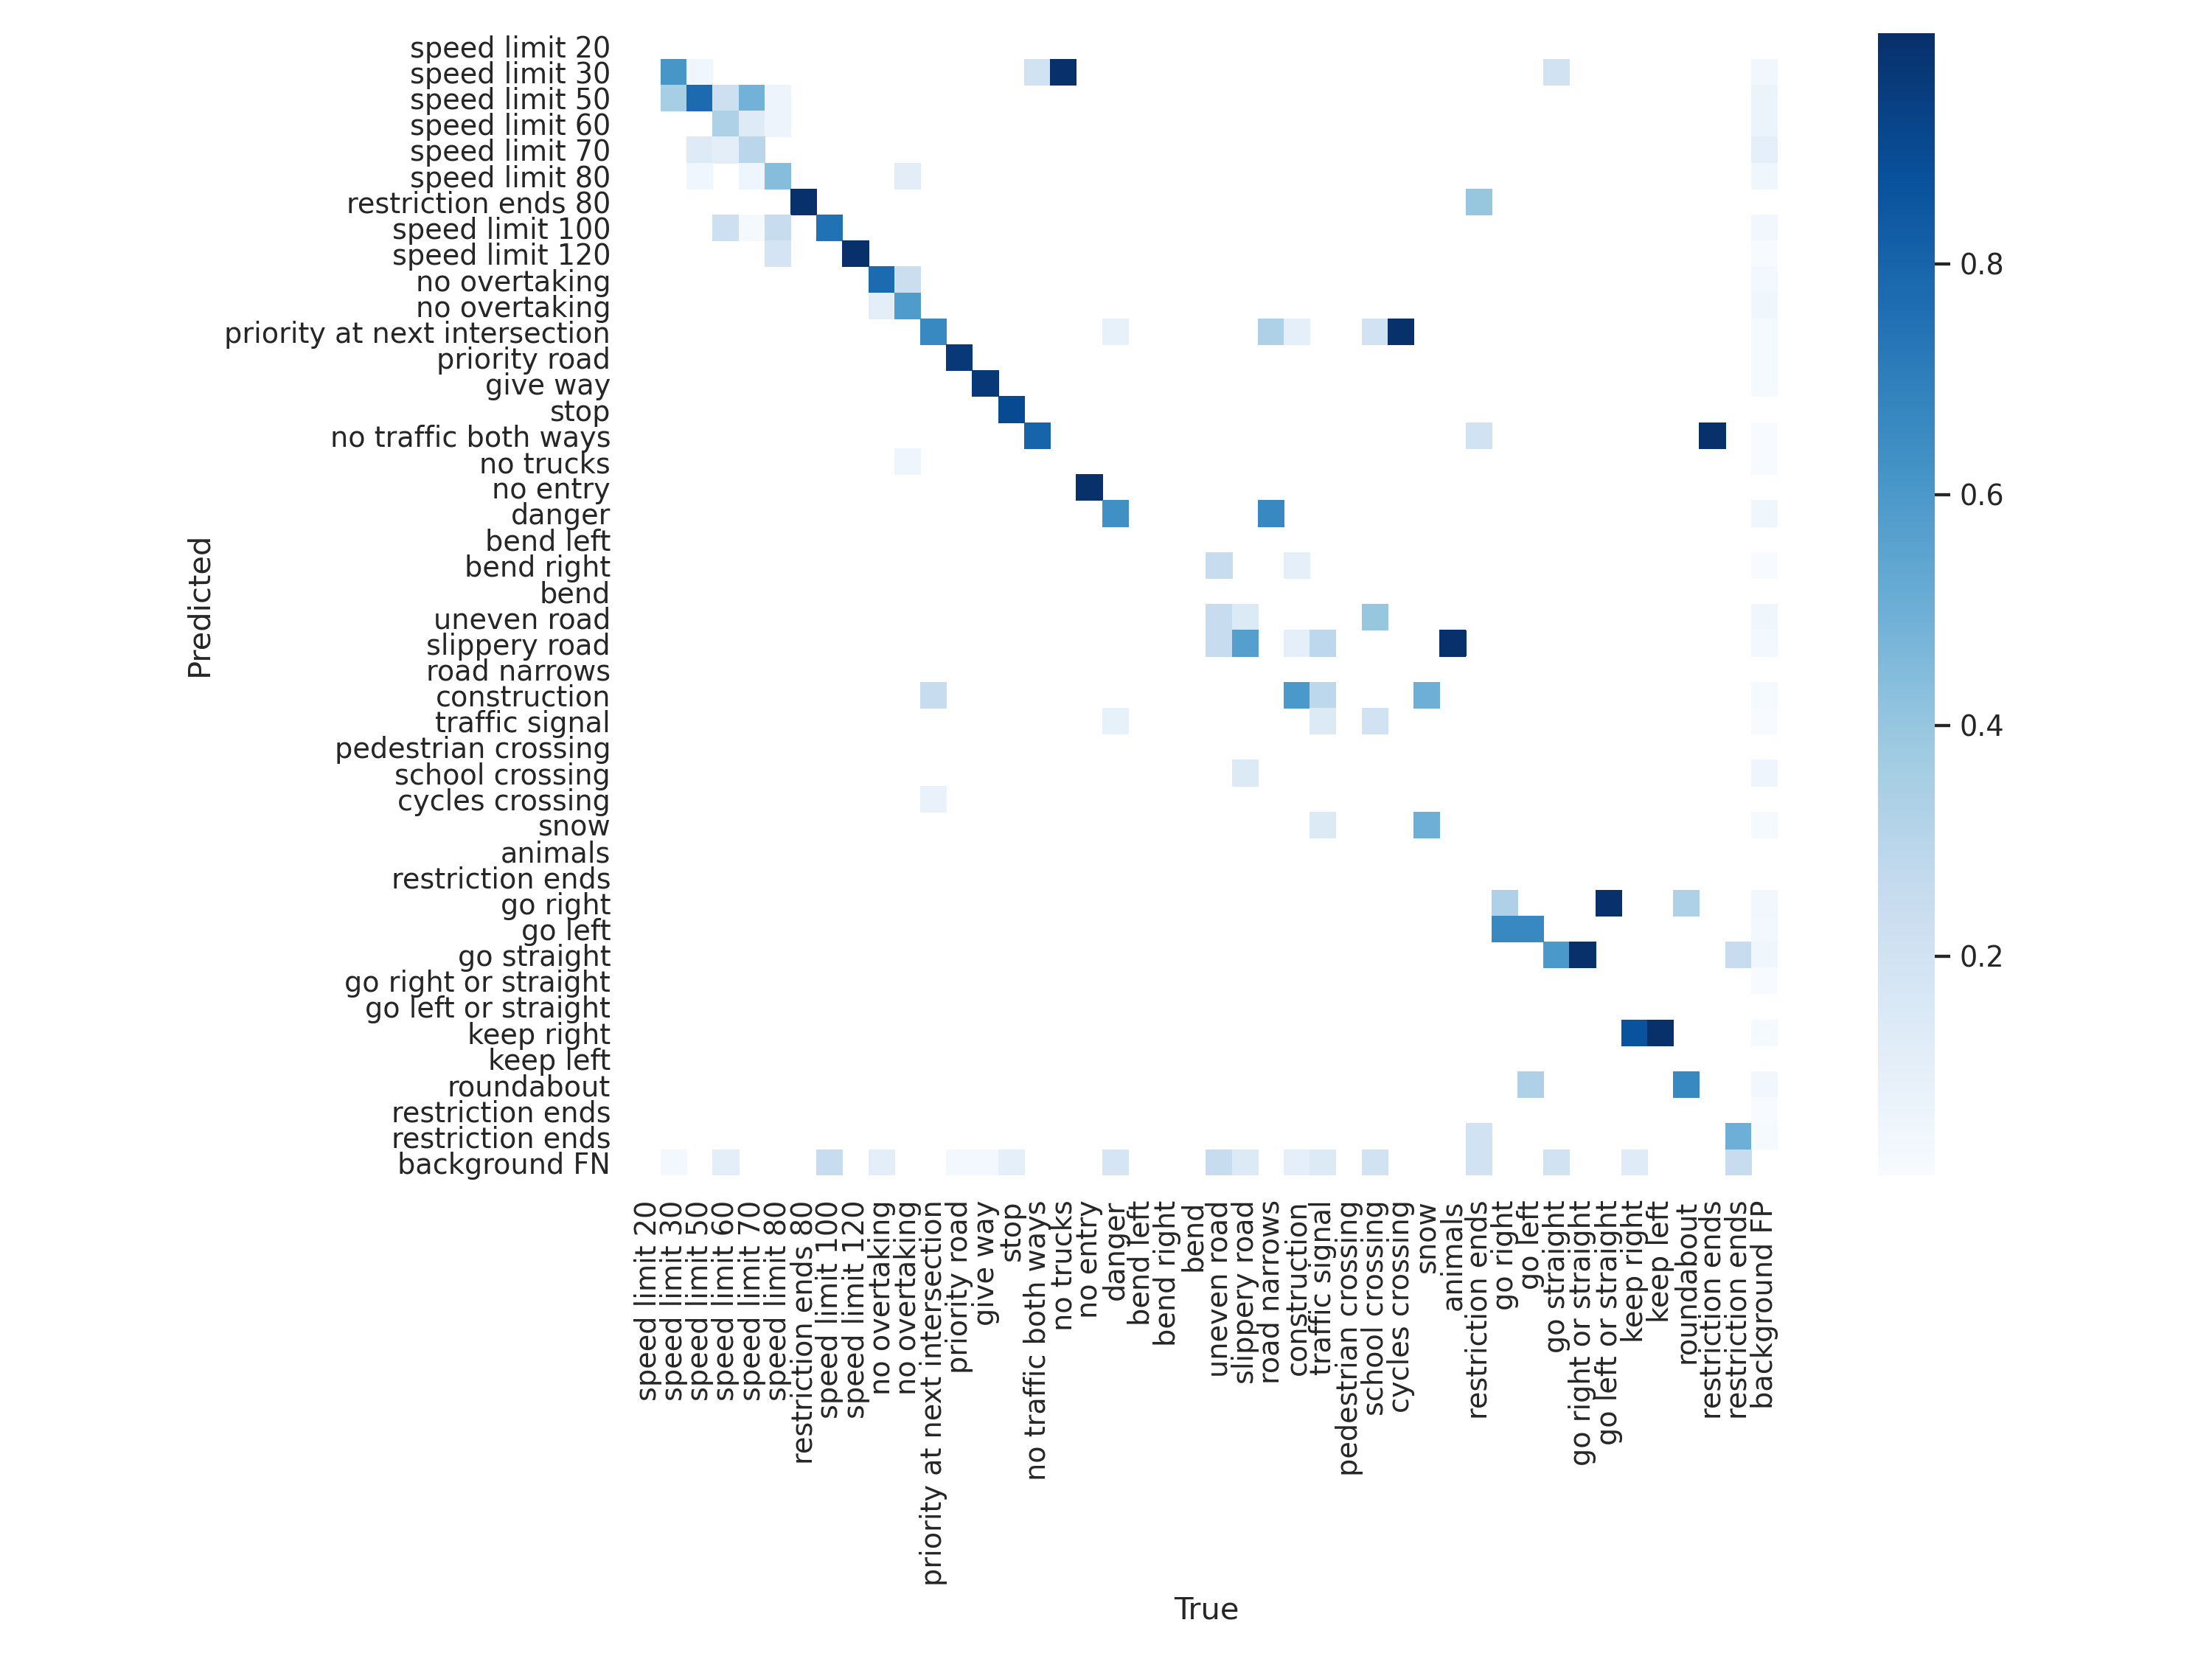 speed limit 20
speed limit 30
speed limit 50
speed limit 60
speed limit 70
speed limit 80
restriction ends 80
speed limit 100
speed limit 120
no overtaking
no overtaking
priority at next intersection
priority road
give way
stop
no traffic both ways
no trucks
no entry
danger
bend left
bend right
bend
uneven road
slippery road
road narrows
construction
traffic signal
pedestrian crossing
school crossing
cycles crossing
snow
animals
restriction ends
go right
go left
go straight
go right or straight
go left or straight
keep right
keep left
roundabout
restriction ends
restriction ends
background FN
Predicted
speed limit 20
speed limit 30
speed limit 50
speed limit 60
speed limit 70
speed limit 80
restriction ends 80
speed limit 100
speed limit 120
no overtaking
no overtaking
priority at next intersection
priority road
give way
stop
no traffic both ways
no trucks
no entry
danger
bend left
bend right
bend
uneven road
slippery road
road narrows
construction
traffic signal
pedestrian crossing
school crossing
cycles crossing
snow
animals
restriction ends
go right
go left
go straight
go right or straight
go left or straight
keep right
keep left
roundabout
restriction ends
restriction ends
background FP
True
0.8
0.6
0.4
0.2